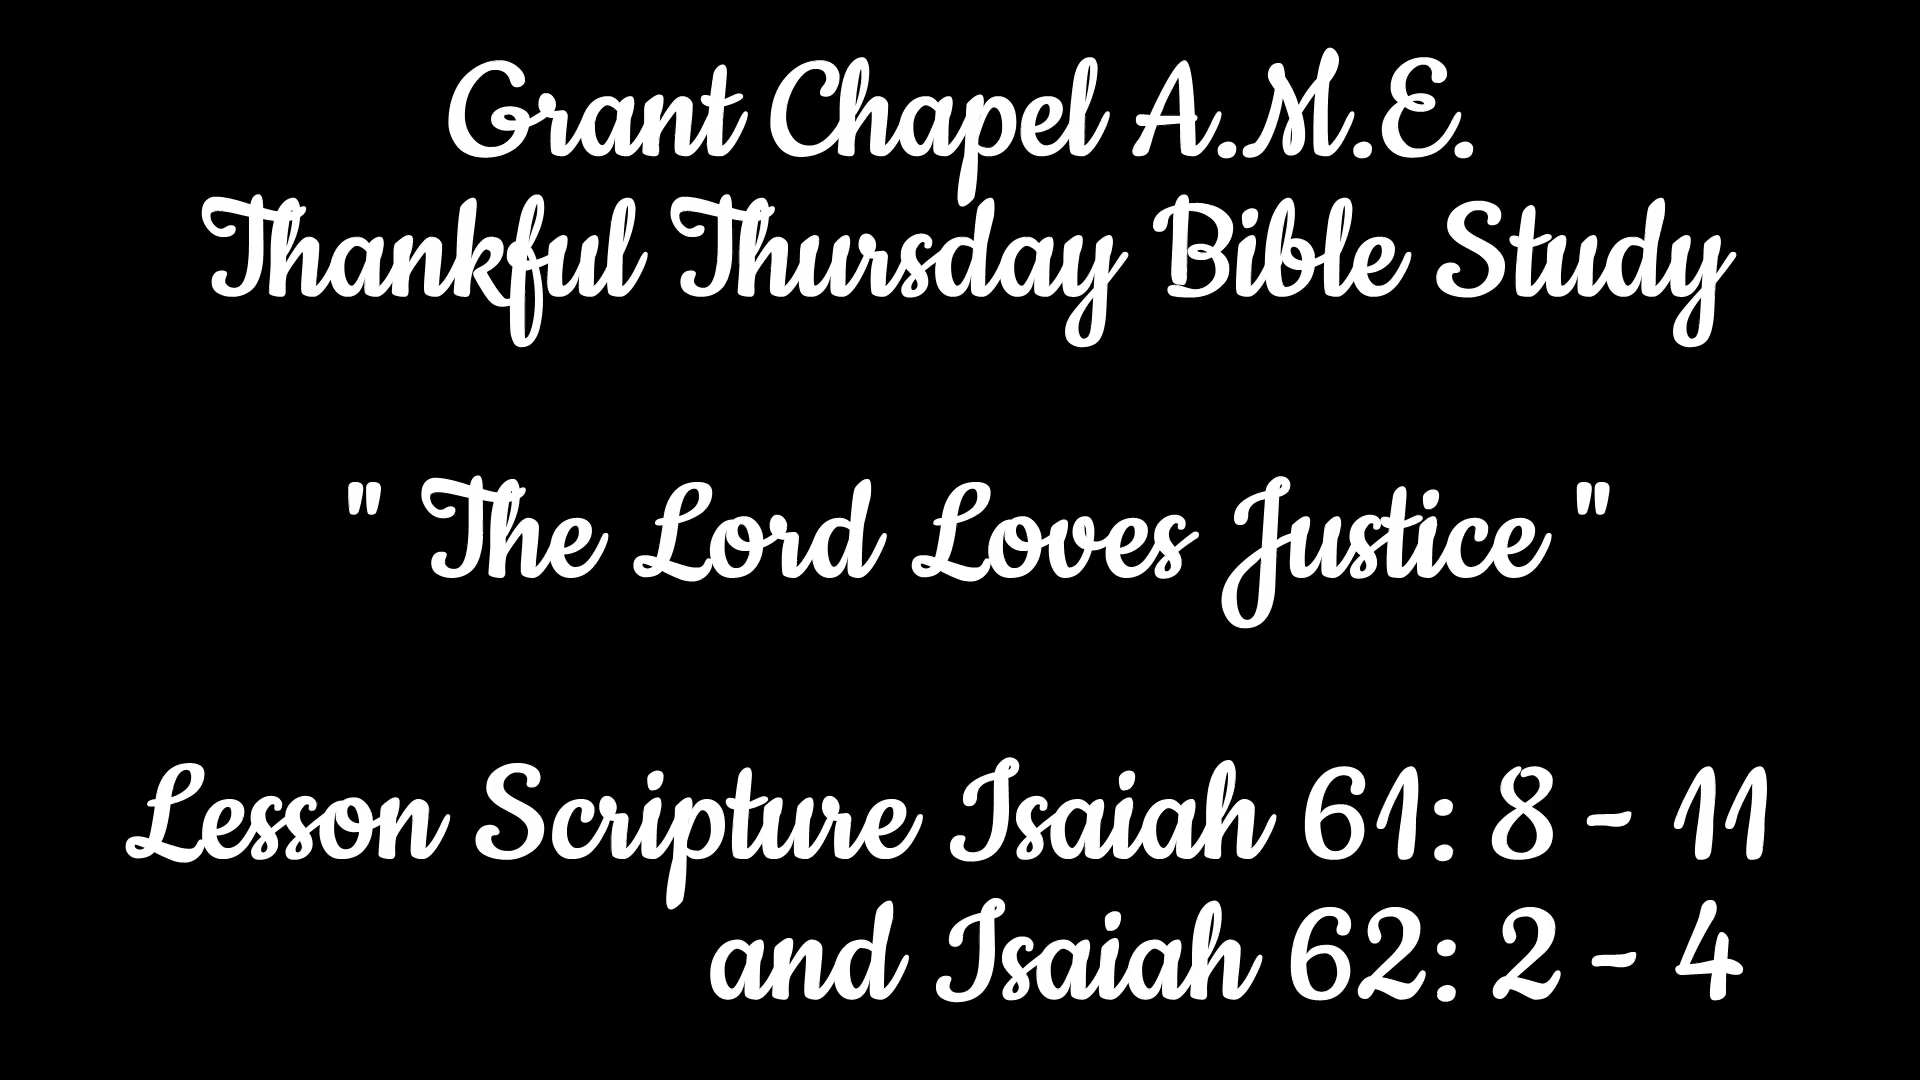 Grant Chapel A.M.E.
Thankful Thursday Bible Study
" The Lord Loves Justice "
Lesson Scripture Isaiah 61: 8 - 11
and Isaiah 62: 2 - 4